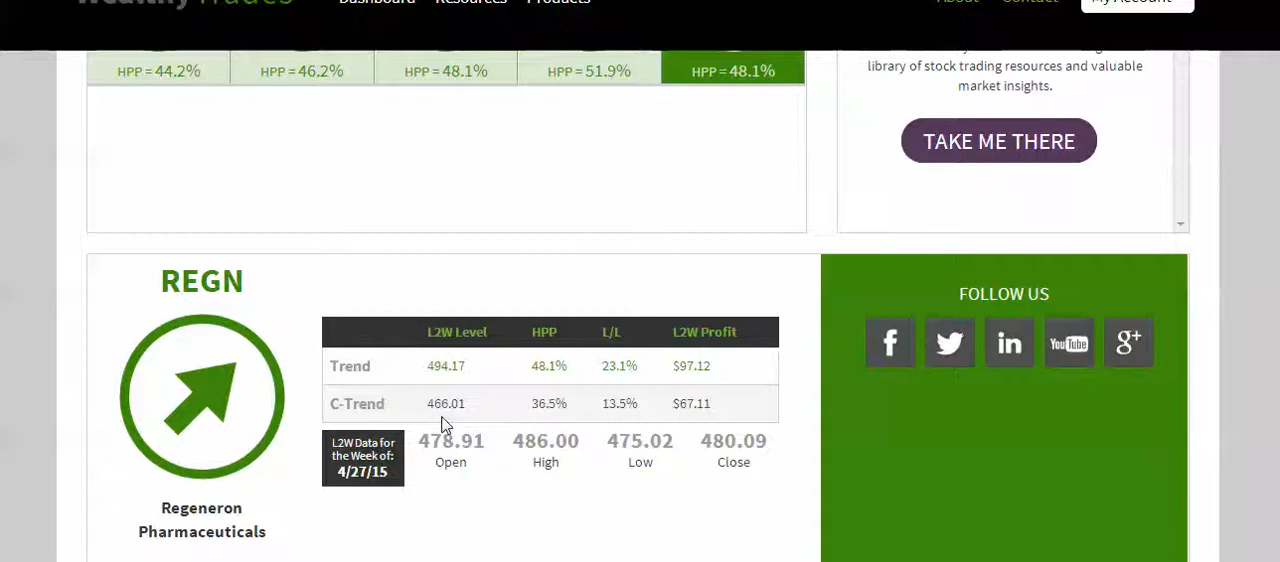 Wealthy Trades Dashboard Resources Products About Contact My Account
HPP = 44.2% HPP = 46.2% HPP = 48.1% HPP = 51.9% HPP = 48.1%
library of stock trading resources and valuable
market insights.
TAKE ME THERE
REGN
FOLLOW US
L2W Level HPP L/L L2W Profit
You Tube g+
Trend 494.17 48.1% 23.1% $97.12
C-Trend 466.01 36.5% 13.5% $67.11
L2W Data for
the Week of:
4/27/15
478.91 486.00 475.02 480.09
Open High Low Close
Regeneron
Pharmaceuticals